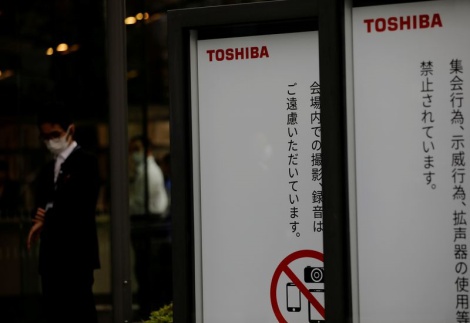 TOSHIBA
会場内での撮影、録音は
ご遠慮いただいています。
TOSHIBA
集会行為、示威行為、拡声器の使用等
禁止されています。